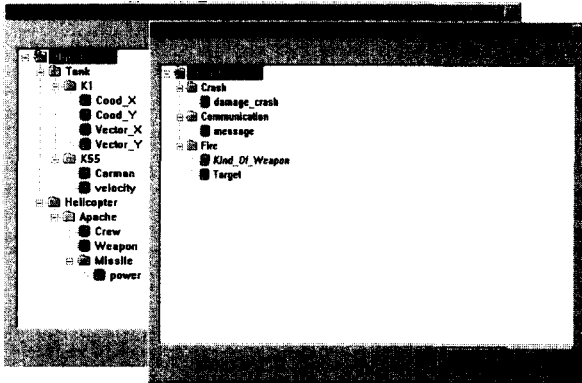 Tank
K1
Cood_X
Cood_Y
Vector_X
Vector_Y
K55
Carman
velocity
Helicopter
Apache
Crew
Weapon
Missile
power
Crash
damage_crash
Communication
message
Fire
Kind_Of_Weapon
Target